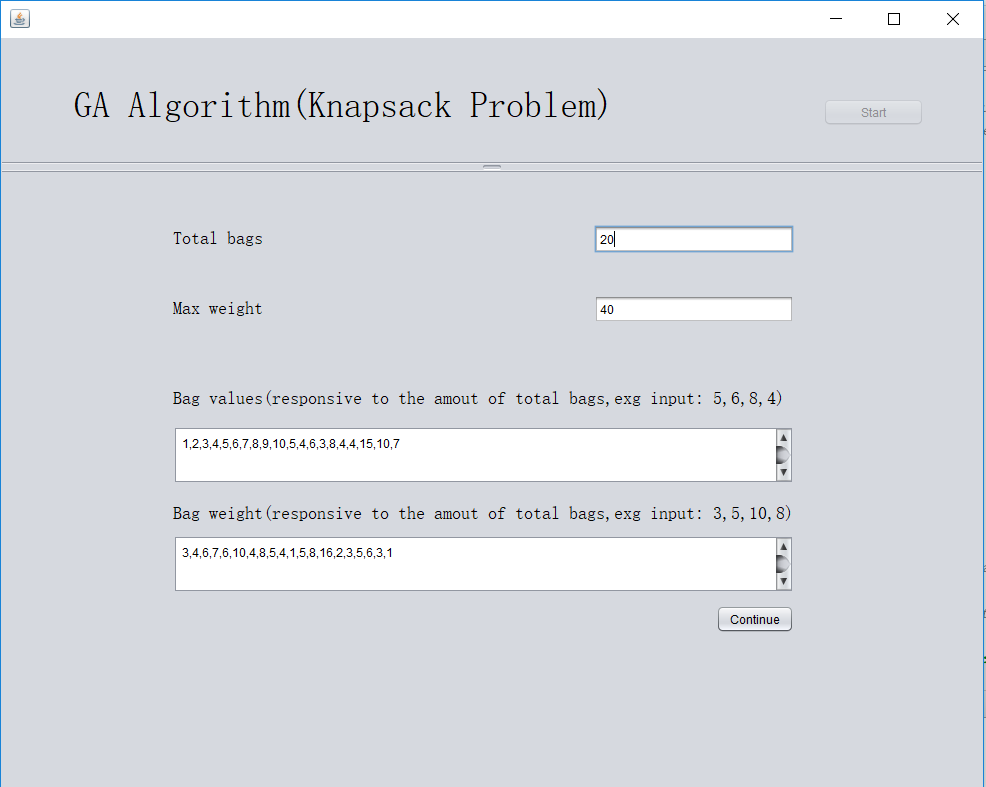 GA Algorithm(Knapsack Problem)
Start
Total bags
20
Max weight
40
Bag values(responsive to the amout of total bags,exg input: 5,6,8,4)
1,2,3,4,5,6,7,8,9,10,5,4,6,3,8,4,4,15,10,7
Bag weight(responsive to the amout of total bags,exg input: 3,5,10,8)
3,4,6,7,6,10,4,8,5,4,1,5,8,16,2,3,5,6,3,1
Continue